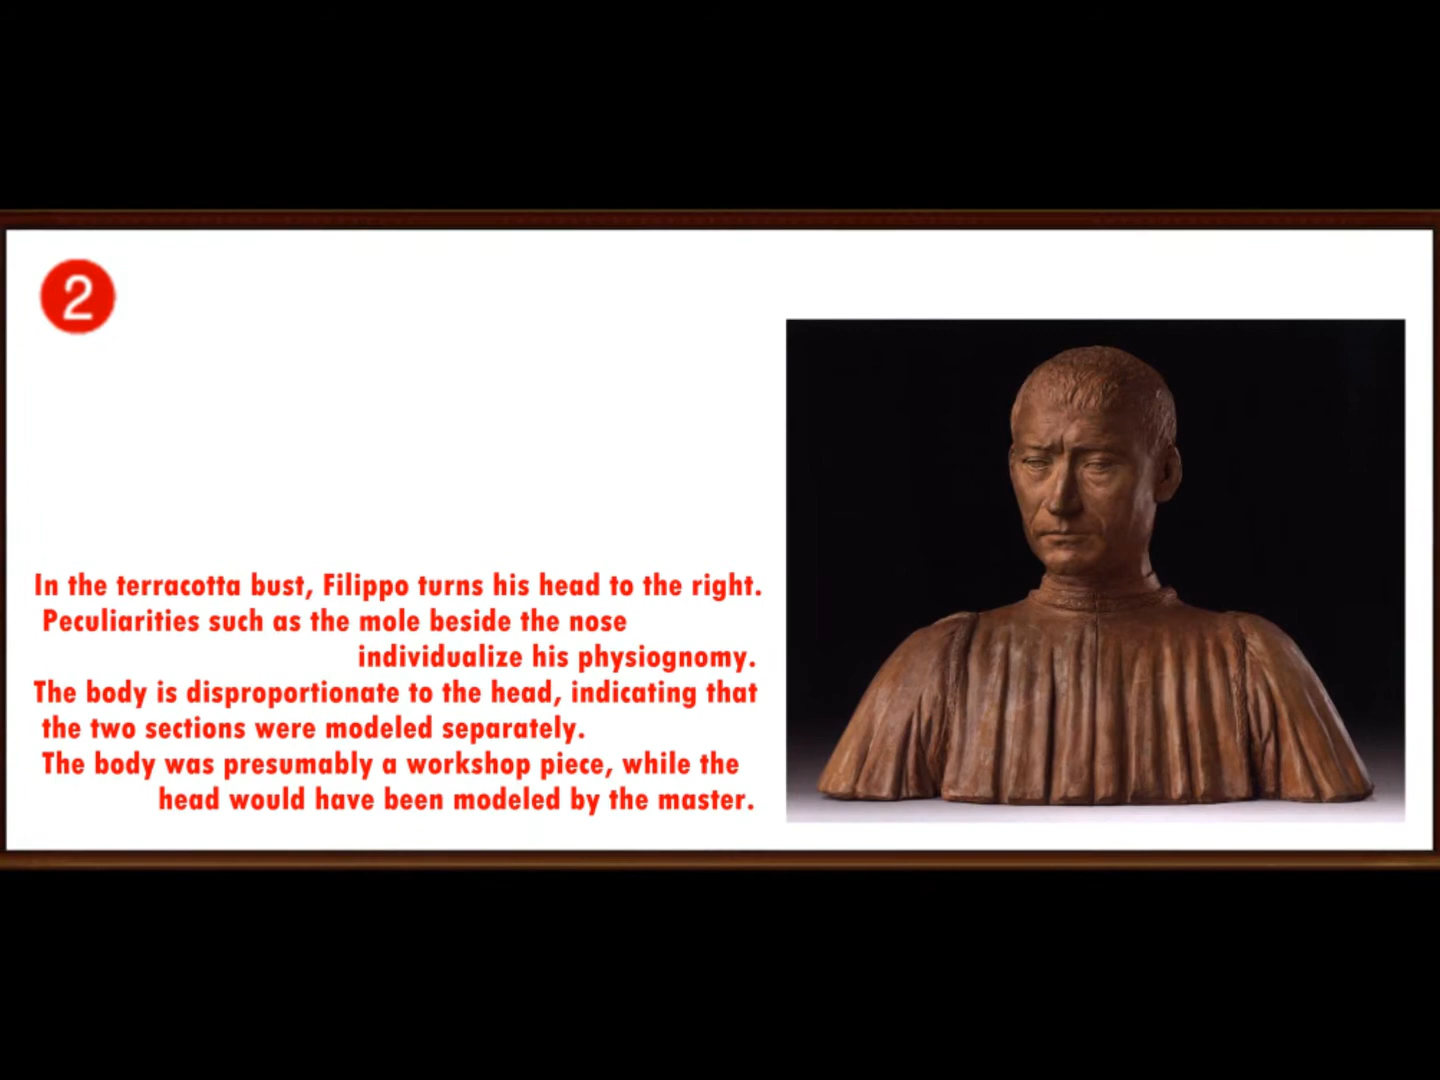 2
In the terracotta bust, Filippo turns his head to the right.
Peculiarities such as the mole beside the nose
individualize his physiognomy.
The body is disproportionate to the head, indicating that
the two sections were modeled separately.
The body was presumably a workshop piece, while the
head would have been modeled by the master.